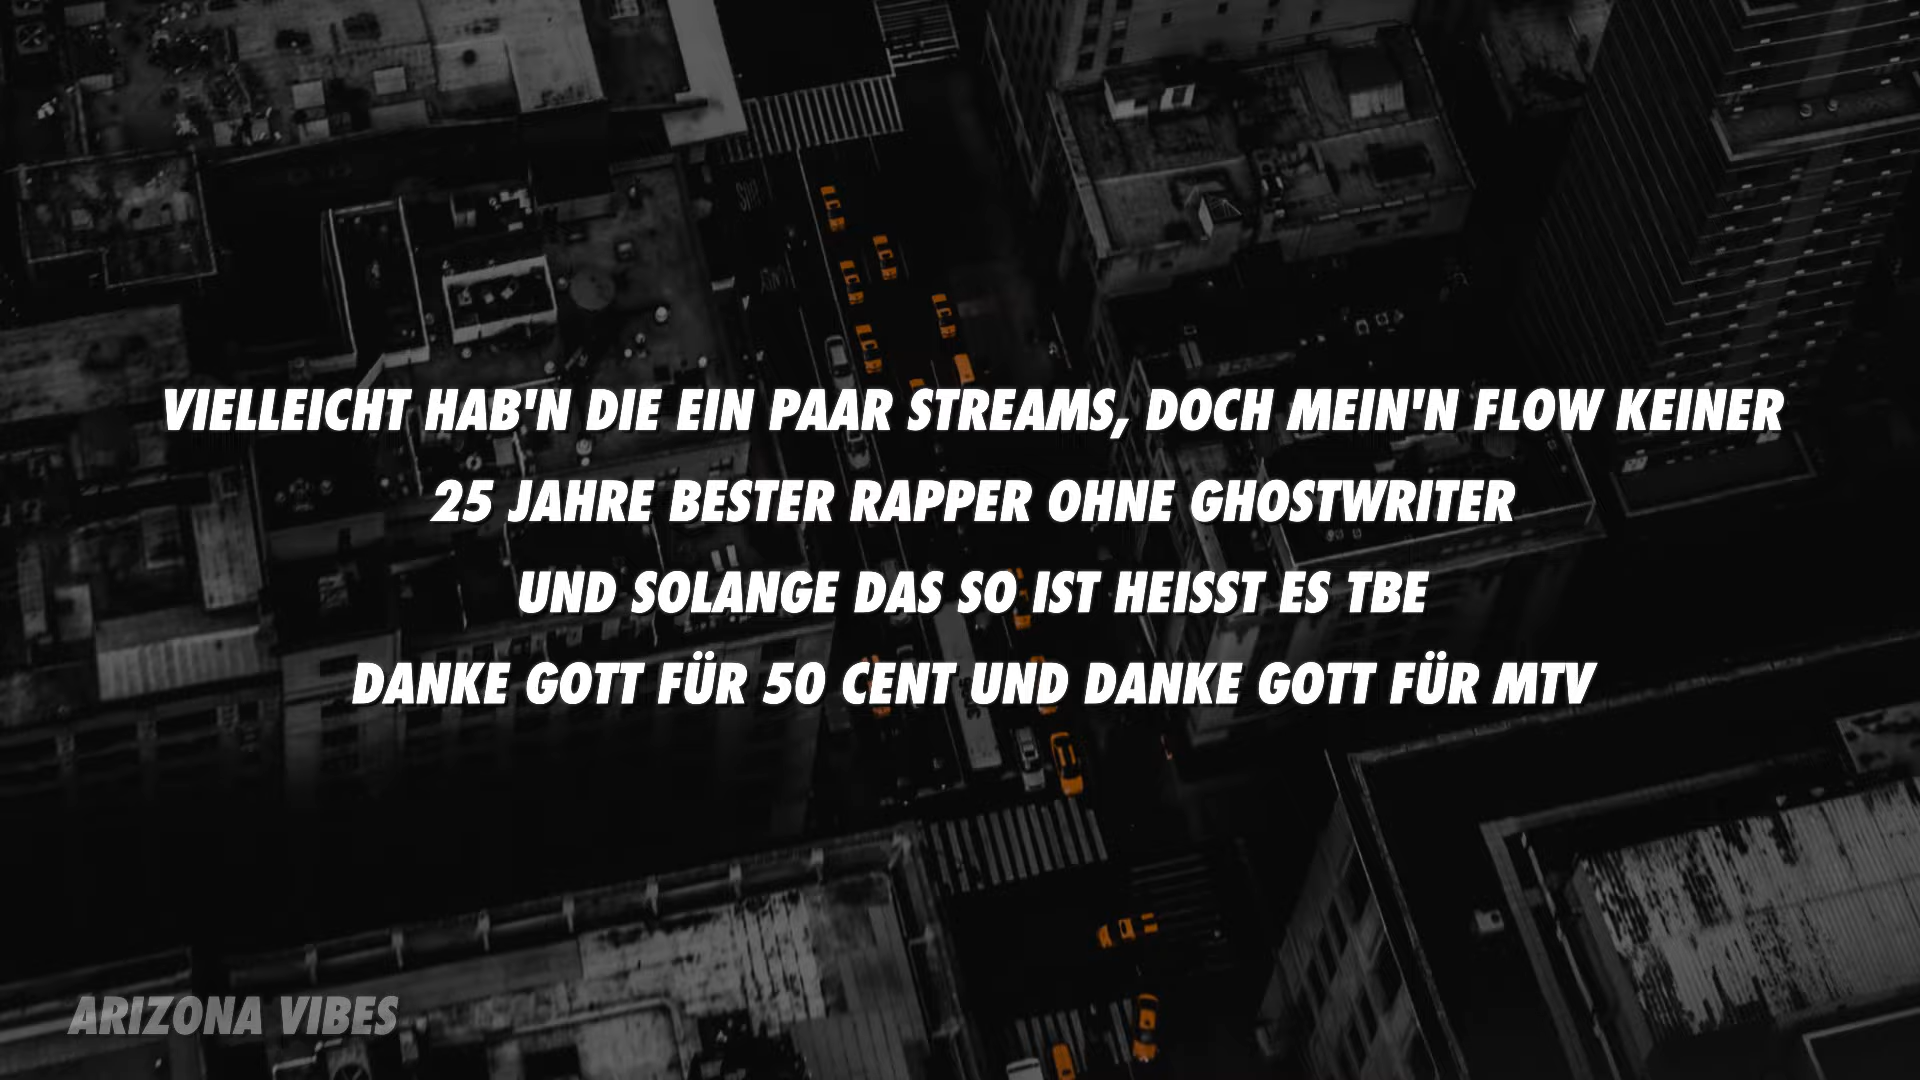 VIELLEICHT HAB'N DIE EIN PAAR STREAMS, DOCH MEIN'N FLOW KEINER
25 JAHRE BESTER RAPPER OHNE GHOSTWRITER
UND SOLANGE DAS SO IST HEISST ES TBE
DANKE GOTT FÜR 50 CENT UND DANKE GOTT FÜR MTV
ARIZONA VIBES